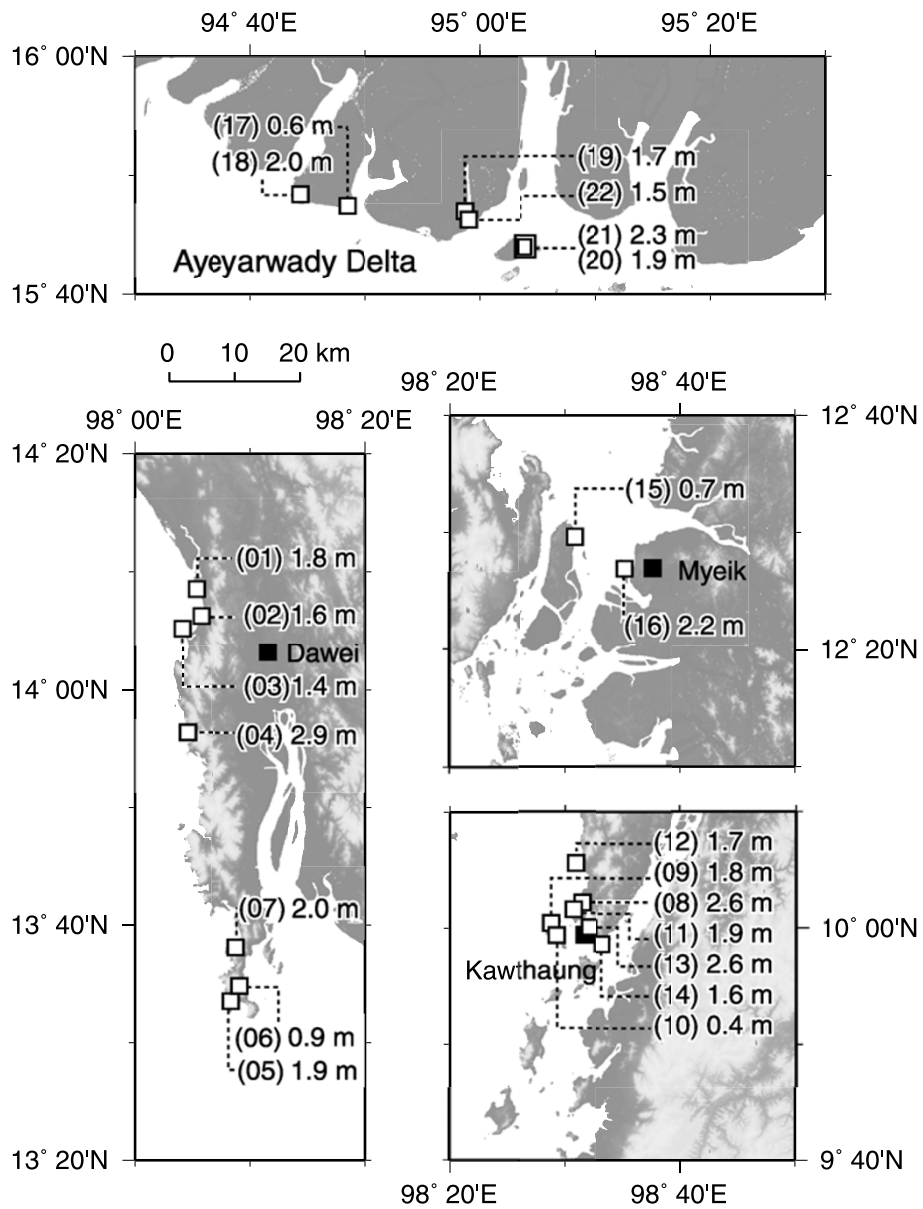 94° 40'E
95° 00'E
95° 20'E
16° 00'N
(17) 0.6 m
(18) 2.0 m
(19) 1.7 m
(22) 1.5 m
(21) 2.3 m
(20) 1.9 m
Ayeyarwady Delta
15° 40'N
0 10 20 km
98° 00'E
98° 20'E
14° 20'N
(01) 1.8 m
(02) 1.6 m
Dawei
(03) 1.4 m
14° 00'N
(04) 2.9 m
(07) 2.0 m
13° 40'N
(06) 0.9 m
(05) 1.9 m
13° 20'N
98° 20'E
98° 40'E
12° 40'N
(15) 0.7 m
Myeik
(16) 2.2 m
12° 20'N
(12) 1.7 m
(09) 1.8 m
(08) 2.6 m
(11) 1.9 m
10° 00'N
Kawthaung
(13) 2.6 m
(14) 1.6 m
(10) 0.4 m
9° 40'N
98° 20'E
98° 40'E